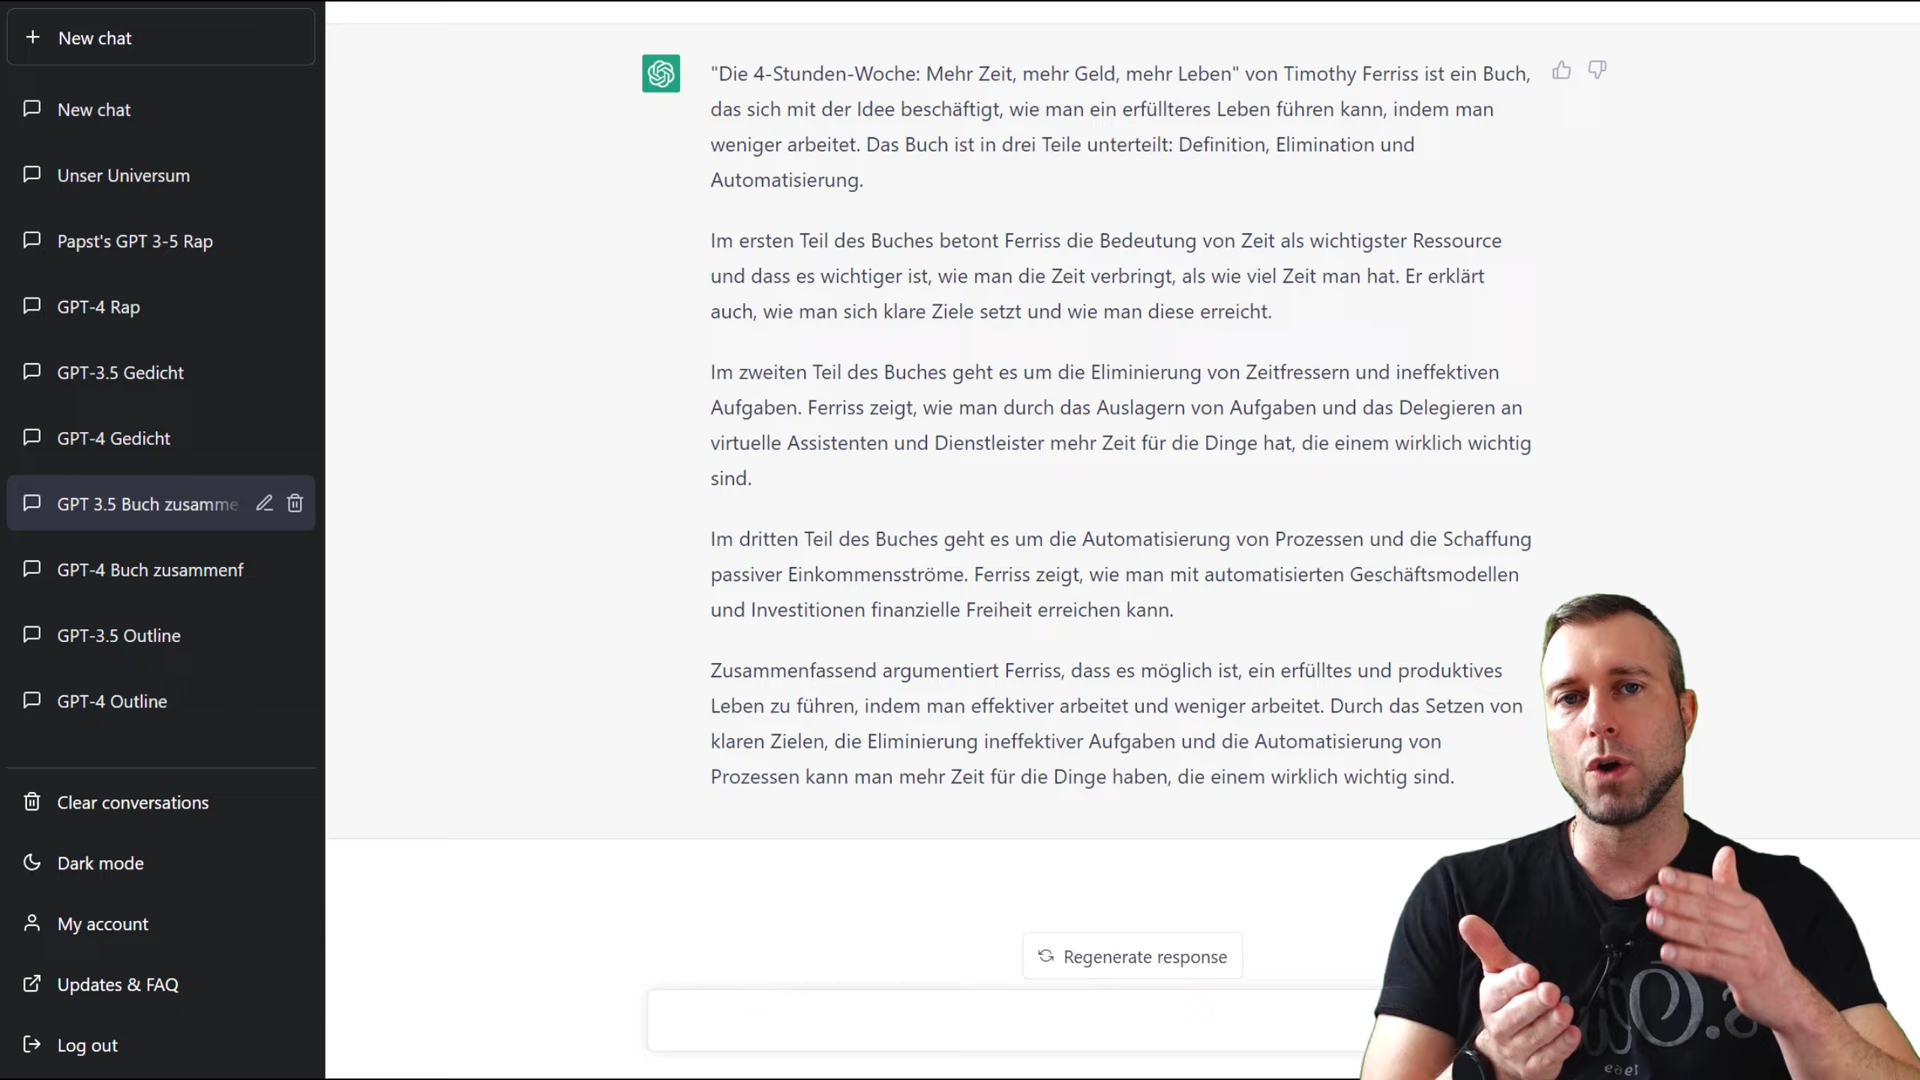 New chat
New chat
Unser Universum
Papst's GPT 3-5 Rap
GPT-4 Rap
GPT-3.5 Gedicht
GPT-4 Gedicht
GPT 3.5 Buch zusamme
GPT-4 Buch zusammenf
GPT-3.5 Outline
GPT-4 Outline
Clear conversations
Dark mode
My account
Updates & FAQ
Log out
"Die 4-Stunden-Woche: Mehr Zeit, mehr Geld, mehr Leben" von Timothy Ferriss ist ein Buch,
das sich mit der Idee beschäftigt, wie man ein erfüllteres Leben führen kann, indem man
weniger arbeitet. Das Buch ist in drei Teile unterteilt: Definition, Elimination und
Automatisierung.
Im ersten Teil des Buches betont Ferriss die Bedeutung von Zeit als wichtigster Ressource
und dass es wichtiger ist, wie man die Zeit verbringt, als wie viel Zeit man hat. Er erklärt
auch, wie man sich klare Ziele setzt und wie man diese erreicht.
Im zweiten Teil des Buches geht es um die Eliminierung von Zeitfressern und ineffektiven
Aufgaben. Ferriss zeigt, wie man durch das Auslagern von Aufgaben und das Delegieren an
virtuelle Assistenten und Dienstleister mehr Zeit für die Dinge hat, die einem wirklich wichtig
sind.
Im dritten Teil des Buches geht es um die Automatisierung von Prozessen und die Schaffung
passiver Einkommensströme. Ferriss zeigt, wie man mit automatisierten Geschäftsmodellen
und Investitionen finanzielle Freiheit erreichen kann.
Zusammenfassend argumentiert Ferriss, dass es möglich ist, ein erfülltes und produktives
Leben zu führen, indem man effektiver arbeitet und weniger arbeitet. Durch das Setzen von
klaren Zielen, die Eliminierung ineffektiver Aufgaben und die Automatisierung von
Prozessen kann man mehr Zeit für die Dinge haben, die einem wirklich wichtig sind.
Regenerate response